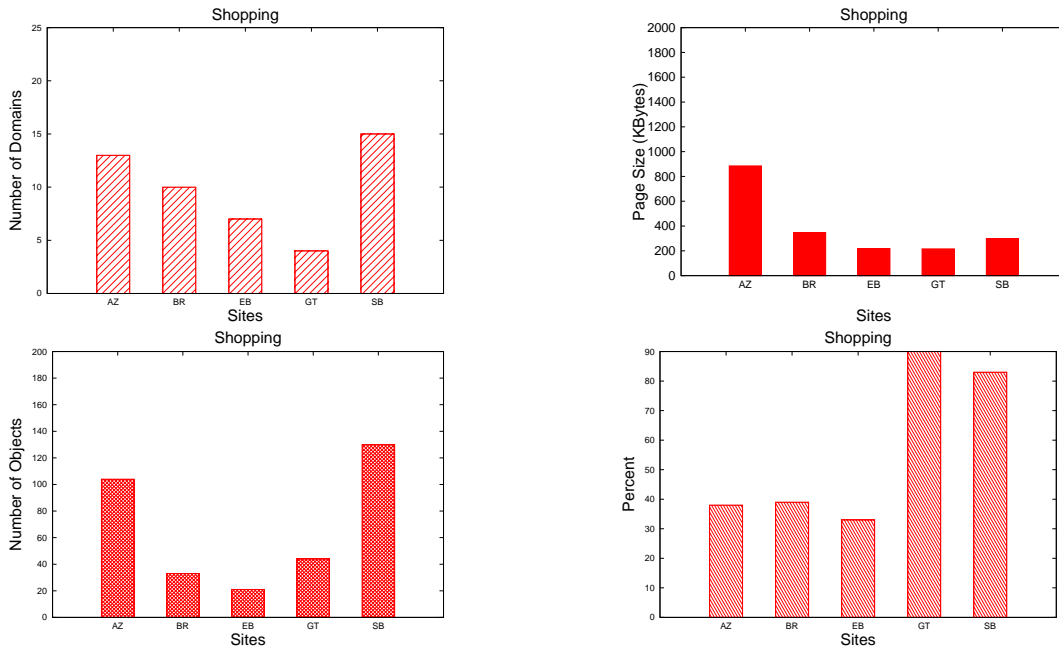 Shopping
Number of Domains
25
20
15
10
5
0
AZ BR EB GT SB
Sites
Shopping
Page Size (KBytes)
2000
1800
1600
1400
1200
1000
800
600
400
200
0
AZ BR EB GT SB
Sites
Shopping
Number of Objects
200
180
160
140
120
100
80
60
40
20
0
AZ BR EB GT SB
Sites
Shopping
Percent
90
80
70
60
50
40
30
20
10
0
AZ BR EB GT SB
Sites